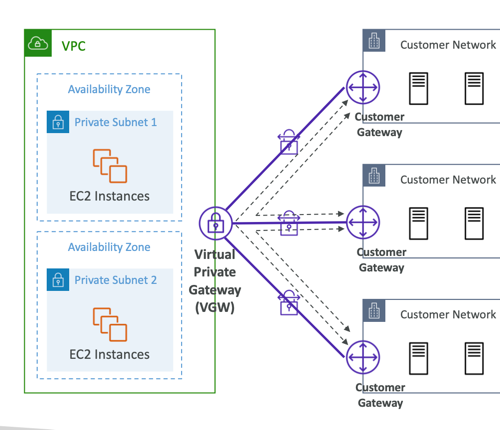 VPC
Availability Zone
Private Subnet 1
EC2 Instances
Availability Zone
Private Subnet 2
EC2 Instances
Virtual
Private
Gateway
(VGW)
Customer Network
Customer
Gateway
Customer Network
Customer
Gateway
Customer Network
Customer
Gateway